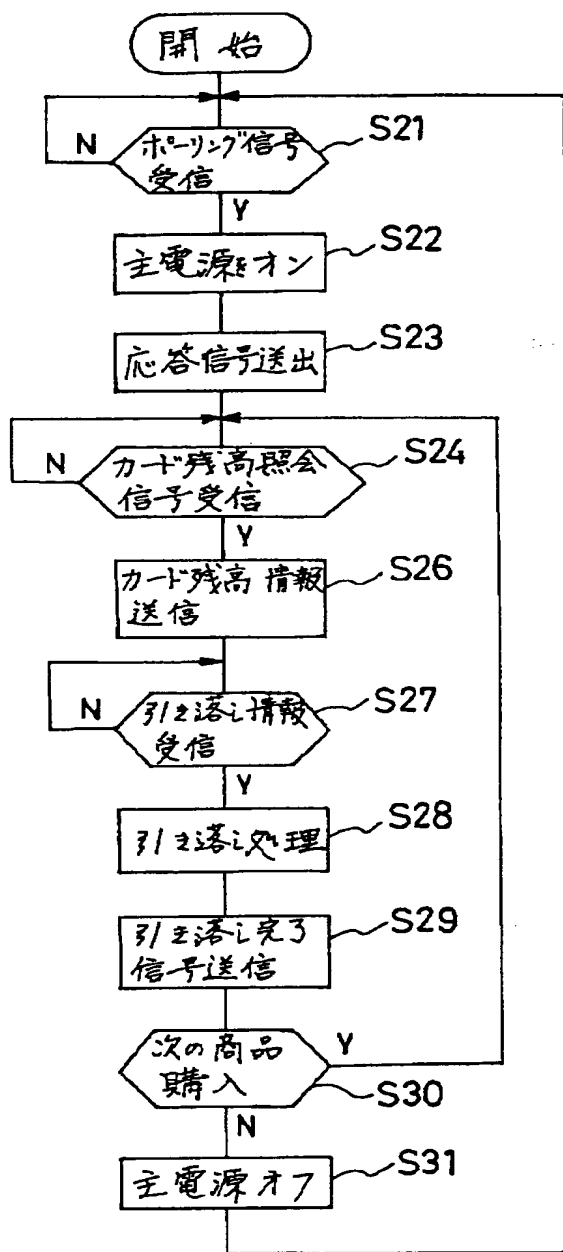 開始
N
ポーリング信号
受信
S21
Y
主電源をオン
S22
応答信号送出
S23
N
カード残高照会
信号受信
S24
Y
カード残高情報
送信
S26
N
引き落し情報
受信
S27
Y
引き落し処理
S28
引き落し完了
信号送信
S29
次の商品
購入
Y
S30
N
主電源オフ
S31